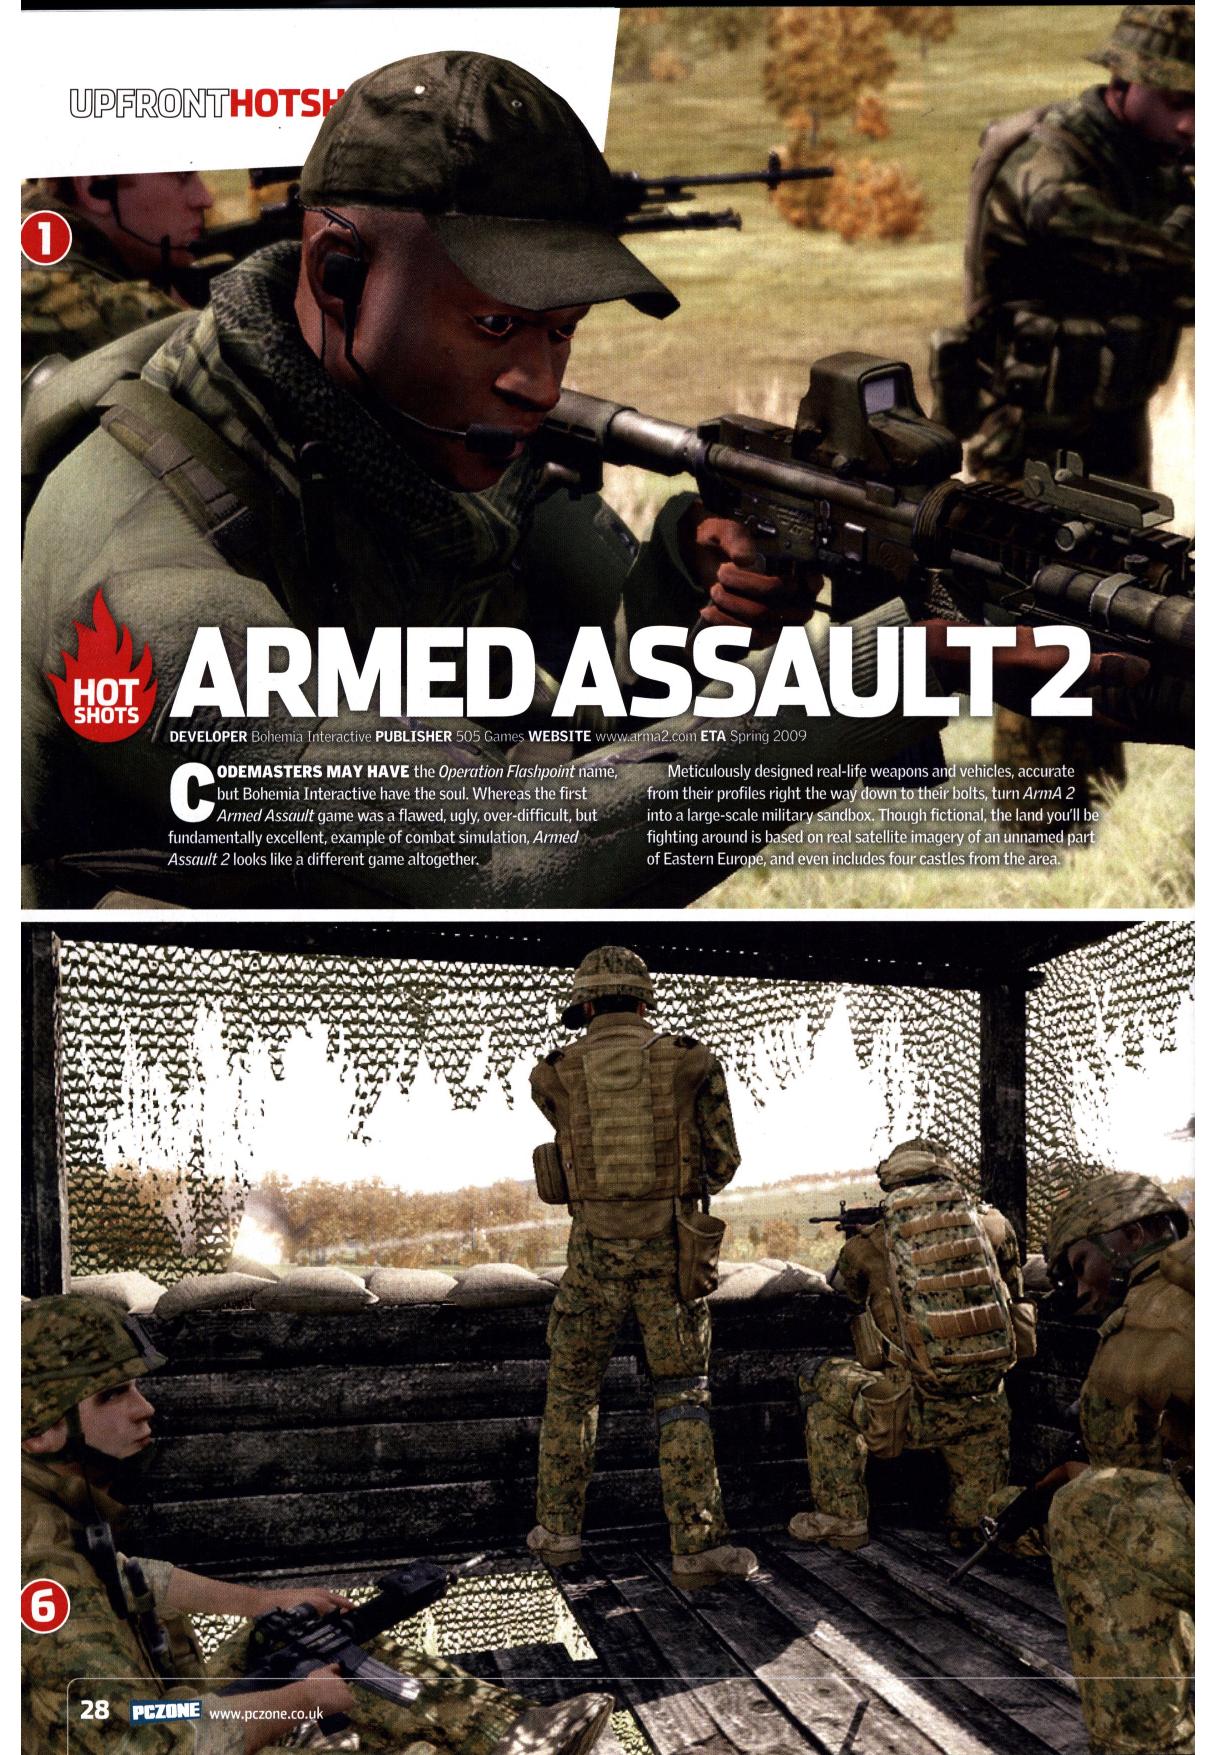 UPFRONTHOTSH
1
HOT
SHOTS
ARMED ASSAULT 2
DEVELOPER Bohemia Interactive PUBLISHER 505 Games WEBSITE www.arma2.com ETA Spring 2009
CODEMASTERS MAY HAVE the Operation Flashpoint name,
but Bohemia Interactive have the soul. Whereas the first
Armed Assault game was a flawed, ugly, over-difficult, but
fundamentally excellent, example of combat simulation, Armed
Assault 2 looks like a different game altogether.
Meticulously designed real-life weapons and vehicles, accurate
from their profiles right the way down to their bolts, turn ArmA 2
into a large-scale military sandbox. Though fictional, the land you'll be
fighting around is based on real satellite imagery of an unnamed part
of Eastern Europe, and even includes four castles from the area.
6
28 PCZONE www.pczone.co.uk